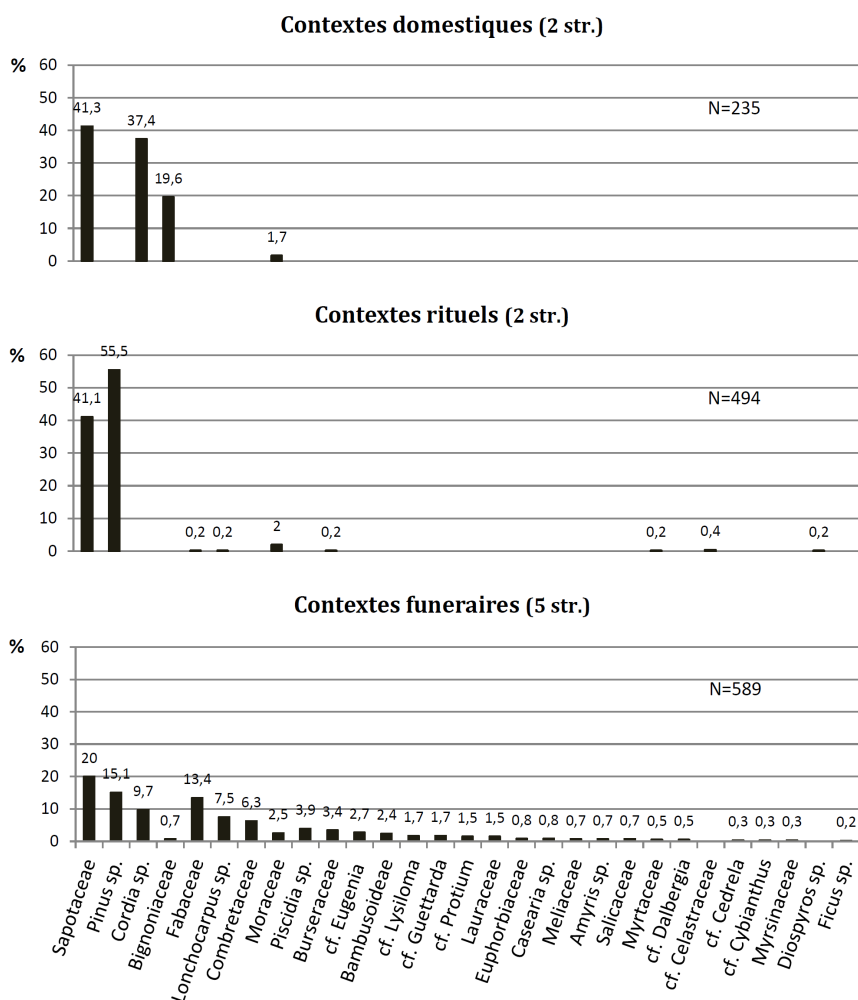 Contextes domestiques (2 str.)
%
60
50
40
30
20
10
0
41,3
37,4
19,6
1,7
N=235
Contextes rituels (2 str.)
%
60
50
40
30
20
10
0
41,1
55,5
0,2
0,2
2
0,2
0,2
0,4
0,2
N=494
Contextes funeraires (5 str.)
%
60
50
40
30
20
10
0
20
15,1
9,7
0,7
13,4
7,5
6,3
2,5
3,9
3,4
2,7
2,4
1,7
1,7
1,5
1,5
0,8
0,8
0,7
0,7
0,7
0,5
0,5
0,3
0,3
0,3
0,2
N=589
Sapotaceae
Pinus sp.
Cordia sp.
Bignoniaceae
Fabaceae
Lonchocarpus sp.
Combretaceae
Moraceae
Piscidia sp.
Burseraceae
cf. Eugenia
Bambusoideae
cf. Lysiloma
cf. Guettarda
cf. Protium
Lauraceae
Euphorbiaceae
Casearia sp.
Meliaceae
Amyris sp.
Salicaceae
Myrtaceae
cf. Dalbergia
cf. Celastraceae
cf. Cedrela
cf. Cybianthus
Myrsinaceae
Diospyros sp.
Ficus sp.